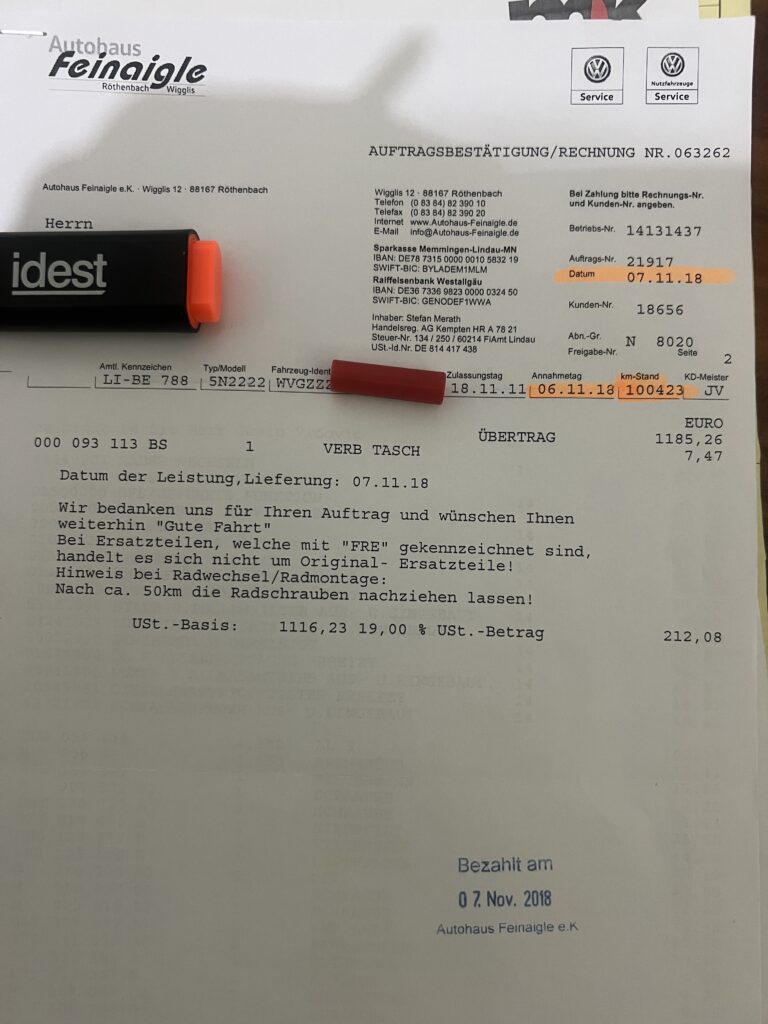 Autohaus
Feinaigle
Röthenbach Wigglis
Service
Nutzfahrzeuge
Service
AUFTRAGSBESTÄTIGUNG/RECHNUNG NR.063262
Autohaus Feinaigle e.K. · Wigglis 12 · 88167 Röthenbach
Herrn
idest
Wigglis 12 · 88167 Röthenbach
Telefon (0 83 84) 82 390 10
Telefax (0 83 84) 82 390 20
Internet www.Autohaus-Feinaigle.de
E-Mail info@Autohaus-Feinaigle.de
Sparkasse Memmingen-Lindau-MN
IBAN: DE78 7315 0000 0010 5832 19
SWIFT-BIC: BYLADEM1MLM
Raiffeisenbank Westallgäu
IBAN: DE36 7336 9823 0000 0324 50
SWIFT-BIC: GENODEF1WWA
Inhaber: Stefan Merath
Handelsreg. AG Kempten HR A 78 21
Steuer-Nr. 134 / 250 / 60214 FiAmt Lindau
USt.-Id.Nr. DE 814 417 438
Bei Zahlung bitte Rechnungs-Nr.
und Kunden-Nr. angeben.
Betriebs-Nr. 14131437
Auftrags-Nr. 21917
Datum 07.11.18
Kunden-Nr. 18656
Abn.-Gr. N 8020
Freigabe-Nr. Seite 2
Amtl. Kennzeichen Typ/Modell Fahrzeug-Ident Zulassungstag Annahmetag km-Stand KD-Meister
LI-BE 788 5N2222 WVGZZZ 18.11.11 06.11.18 100423 JV
EURO
ÜBERTRAG 1185,26
000 093 113 BS 1 VERB TASCH 7,47
Datum der Leistung,Lieferung: 07.11.18
Wir bedanken uns für Ihren Auftrag und wünschen Ihnen
weiterhin "Gute Fahrt"
Bei Ersatzteilen, welche mit "FRE" gekennzeichnet sind,
handelt es sich nicht um Original- Ersatzteile!
Hinweis bei Radwechsel/Radmontage:
Nach ca. 50km die Radschrauben nachziehen lassen!
USt.-Basis: 1116,23 19,00 % USt.-Betrag 212,08
Bezahlt am
07. Nov. 2018
Autohaus Feinaigle e.K